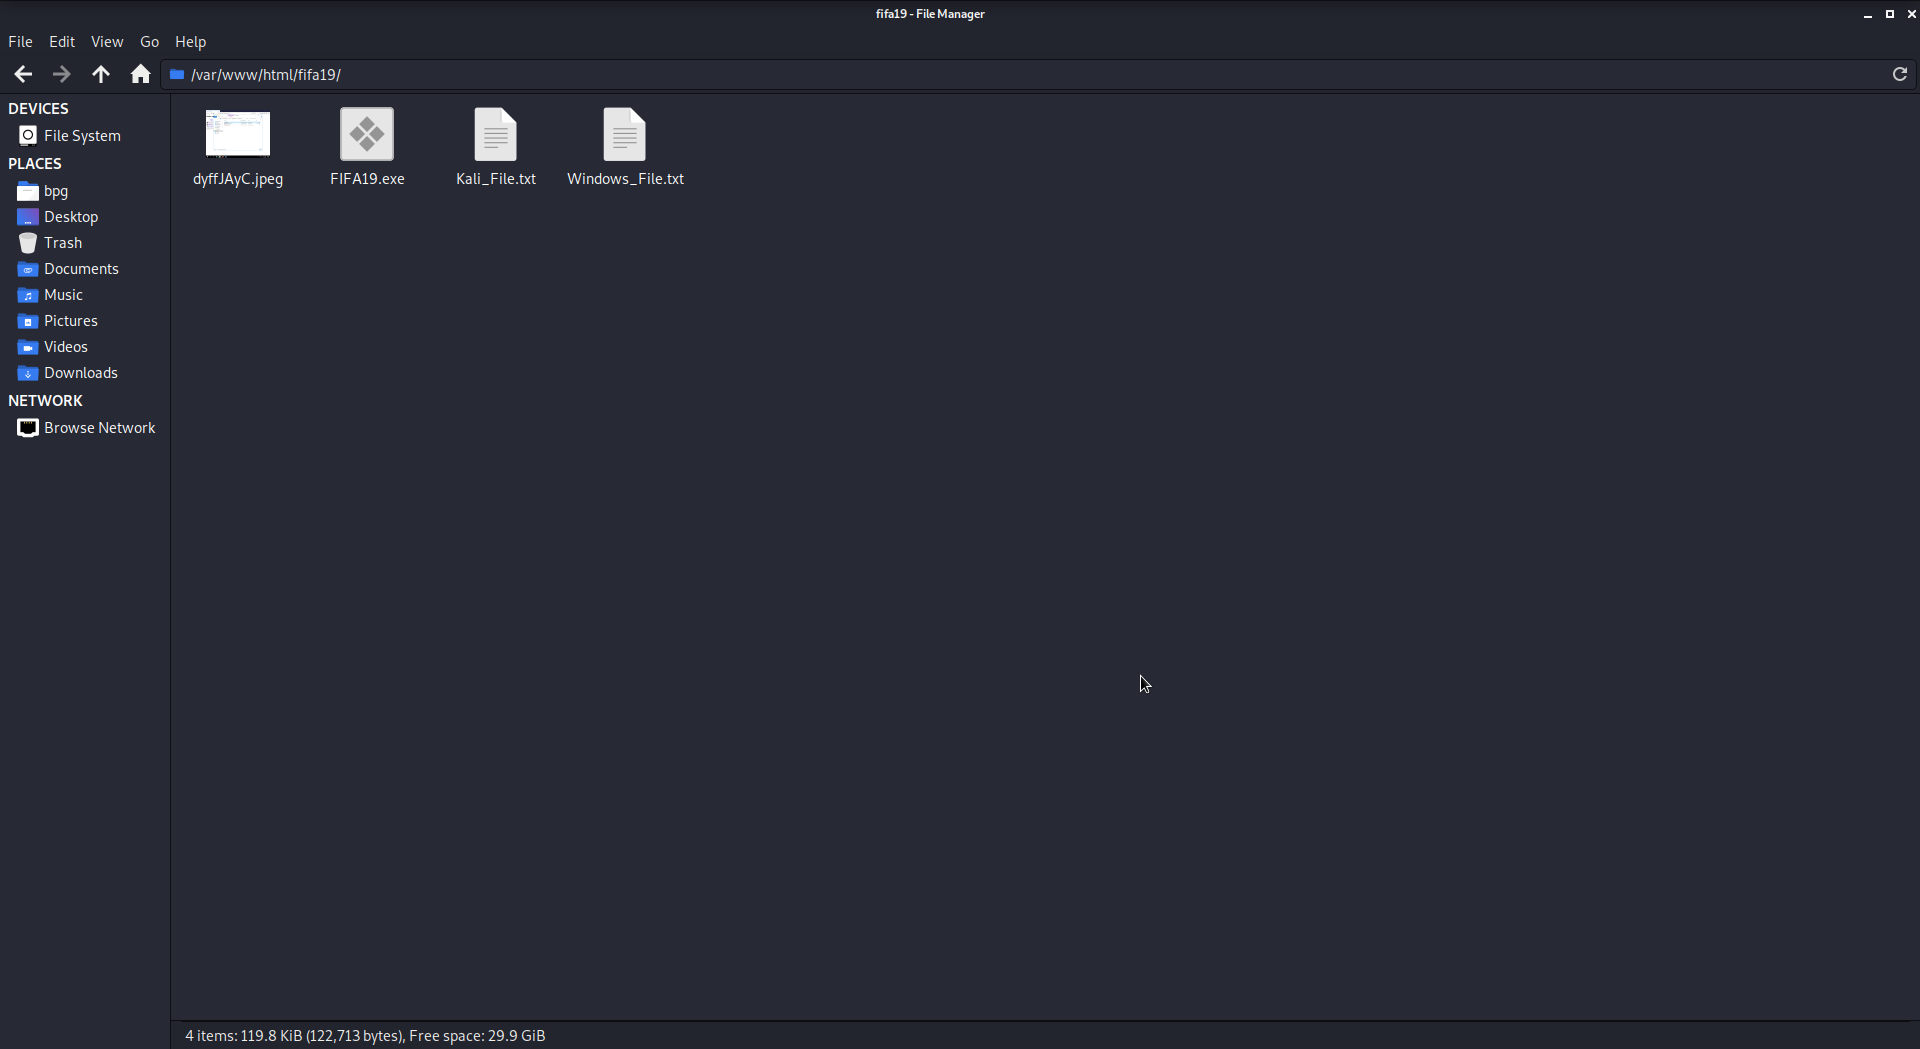 fifa19 - File Manager
File Edit View Go Help
/var/www/html/fifa19/
DEVICES
File System
PLACES
bpg
Desktop
Trash
Documents
Music
Pictures
Videos
Downloads
NETWORK
Browse Network
dyffJAyC.jpeg FIFA19.exe Kali_File.txt Windows_File.txt
4 items: 119.8 KiB (122,713 bytes), Free space: 29.9 GiB